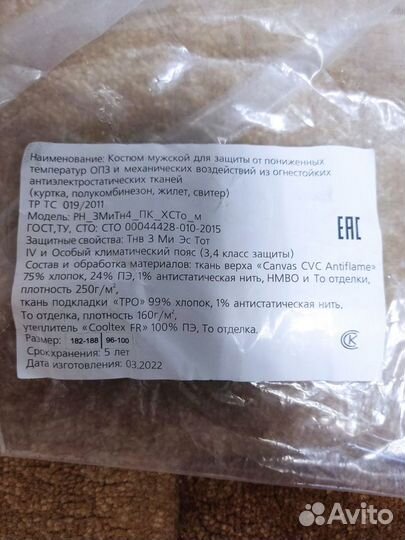 Наименование: Костюм мужской для защиты от пониженных
температур ОПЗ и механических воздействий из огнестойких
антиэлектростатических тканей
(куртка, полукомбинезон, жилет, свитер)
ТР ТС 019/2011
Модель: РН_ЗМиТн4_ПК_ХСТо_м
ГОСТ,ТУ, СТО: СТО 00044428-010-2015
Защитные свойства: Тнв З Ми Эс Тот
IV и Особый климатический пояс (3,4 класс защиты)
Состав и обработка материалов: ткань верха «Canvas CVC Antiflame»
75% хлопок, 24% ПЭ, 1% антистатическая нить, НМВО и То отделки,
плотность 250г/м²,
ткань подкладки «ТРО» 99% хлопок, 1% антистатическая нить,
То отделка, плотность 160г/м²,
утеплитель «Cooltex FR» 100% ПЭ, То отделка.
Размер: 182-188 96-100
Срокхранения: 5 лет
Дата изготовления: 03.2022
EAC
Avito